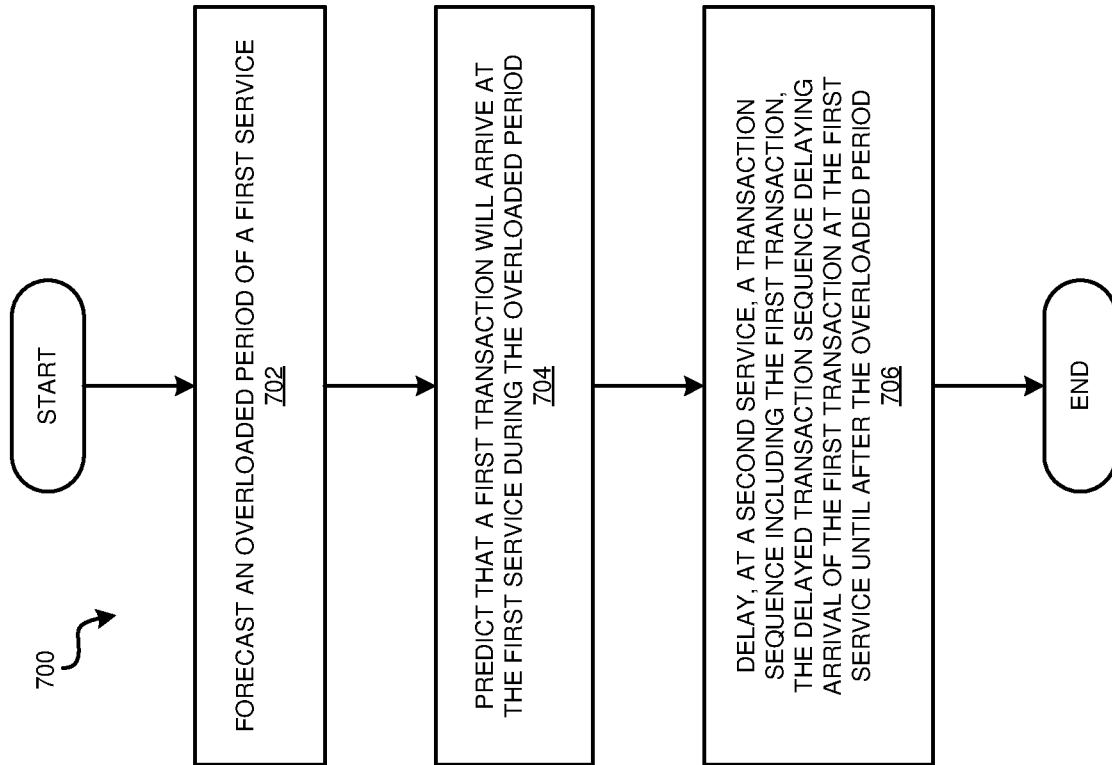 700
START
FORECAST AN OVERLOADED PERIOD OF A FIRST SERVICE
702
PREDICT THAT A FIRST TRANSACTION WILL ARRIVE AT
THE FIRST SERVICE DURING THE OVERLOADED PERIOD
704
DELAY, AT A SECOND SERVICE, A TRANSACTION
SEQUENCE INCLUDING THE FIRST TRANSACTION,
THE DELAYED TRANSACTION SEQUENCE DELAYING
ARRIVAL OF THE FIRST TRANSACTION AT THE FIRST
SERVICE UNTIL AFTER THE OVERLOADED PERIOD
706
END